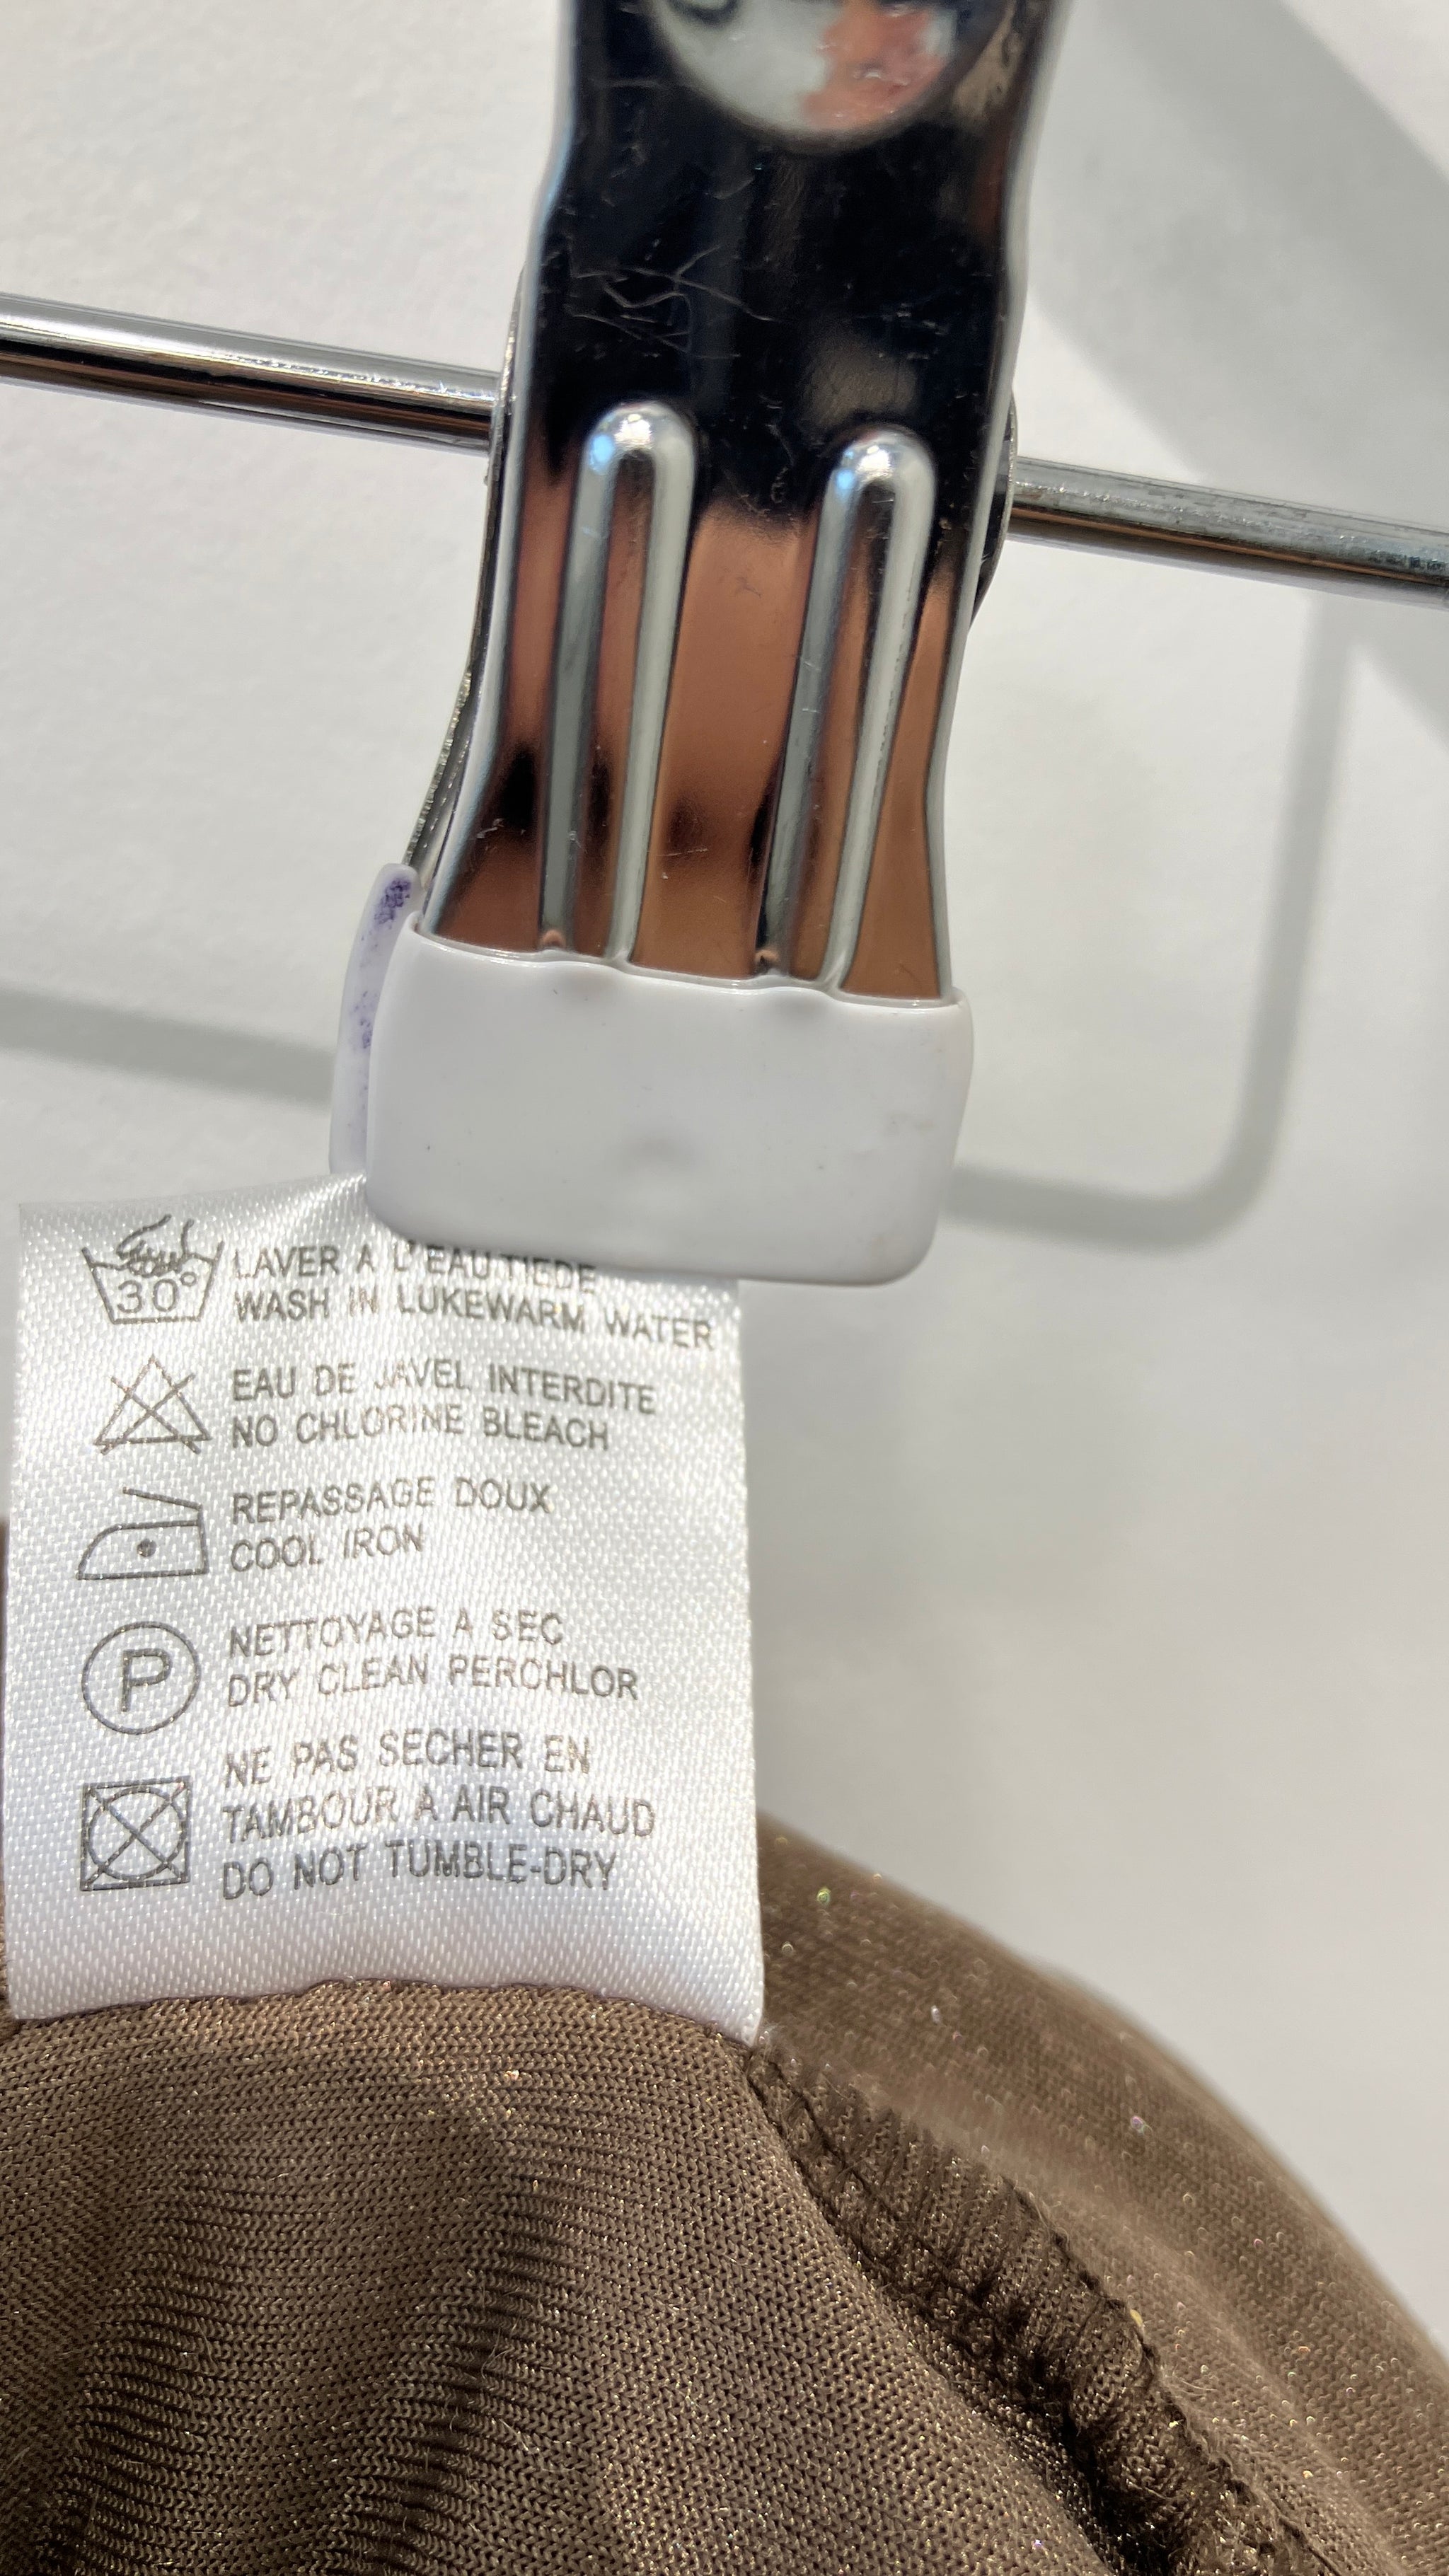 30°
LAVER A L'EAU TIEDE
WASH IN LUKEWARM WATER
EAU DE JAVEL INTERDITE
NO CHLORINE BLEACH
REPASSAGE DOUX
COOL IRON
P
NETTOYAGE A SEC
DRY CLEAN PERCHLOR
NE PAS SECHER EN
TAMBOUR A AIR CHAUD
DO NOT TUMBLE-DRY